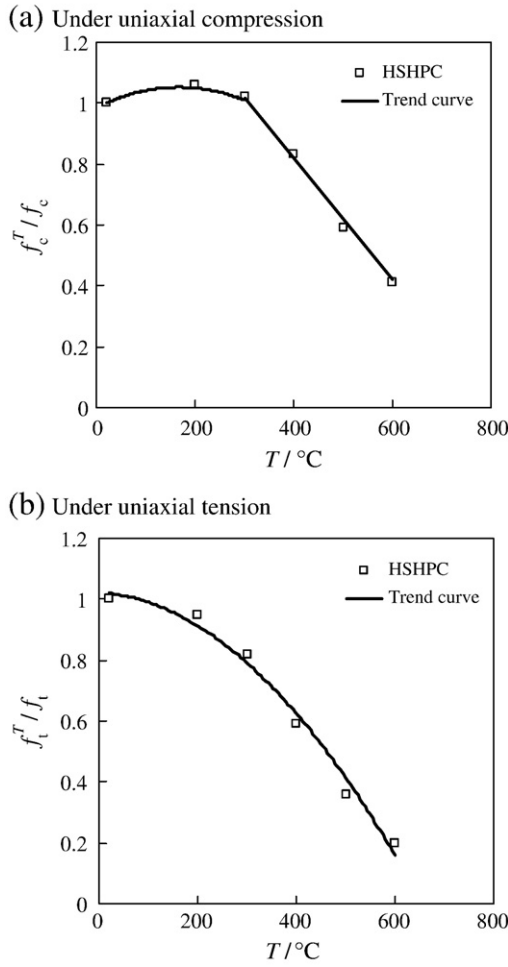 (a) Under uniaxial compression
1.2
HSHPC
Trend curve
1
0.8
0.6
0.4
0.2
0
f_c^T / f_c
0 200 400 600 800
T / °C
(b) Under uniaxial tension
1.2
HSHPC
Trend curve
1
0.8
0.6
0.4
0.2
0
f_t^T / f_t
0 200 400 600 800
T / °C